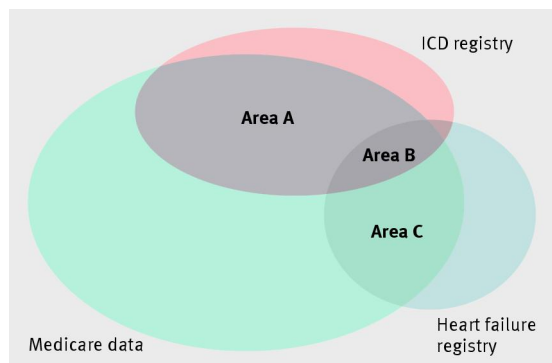 ICD registry
Area A
Area B
Area C
Medicare data
Heart failure
registry